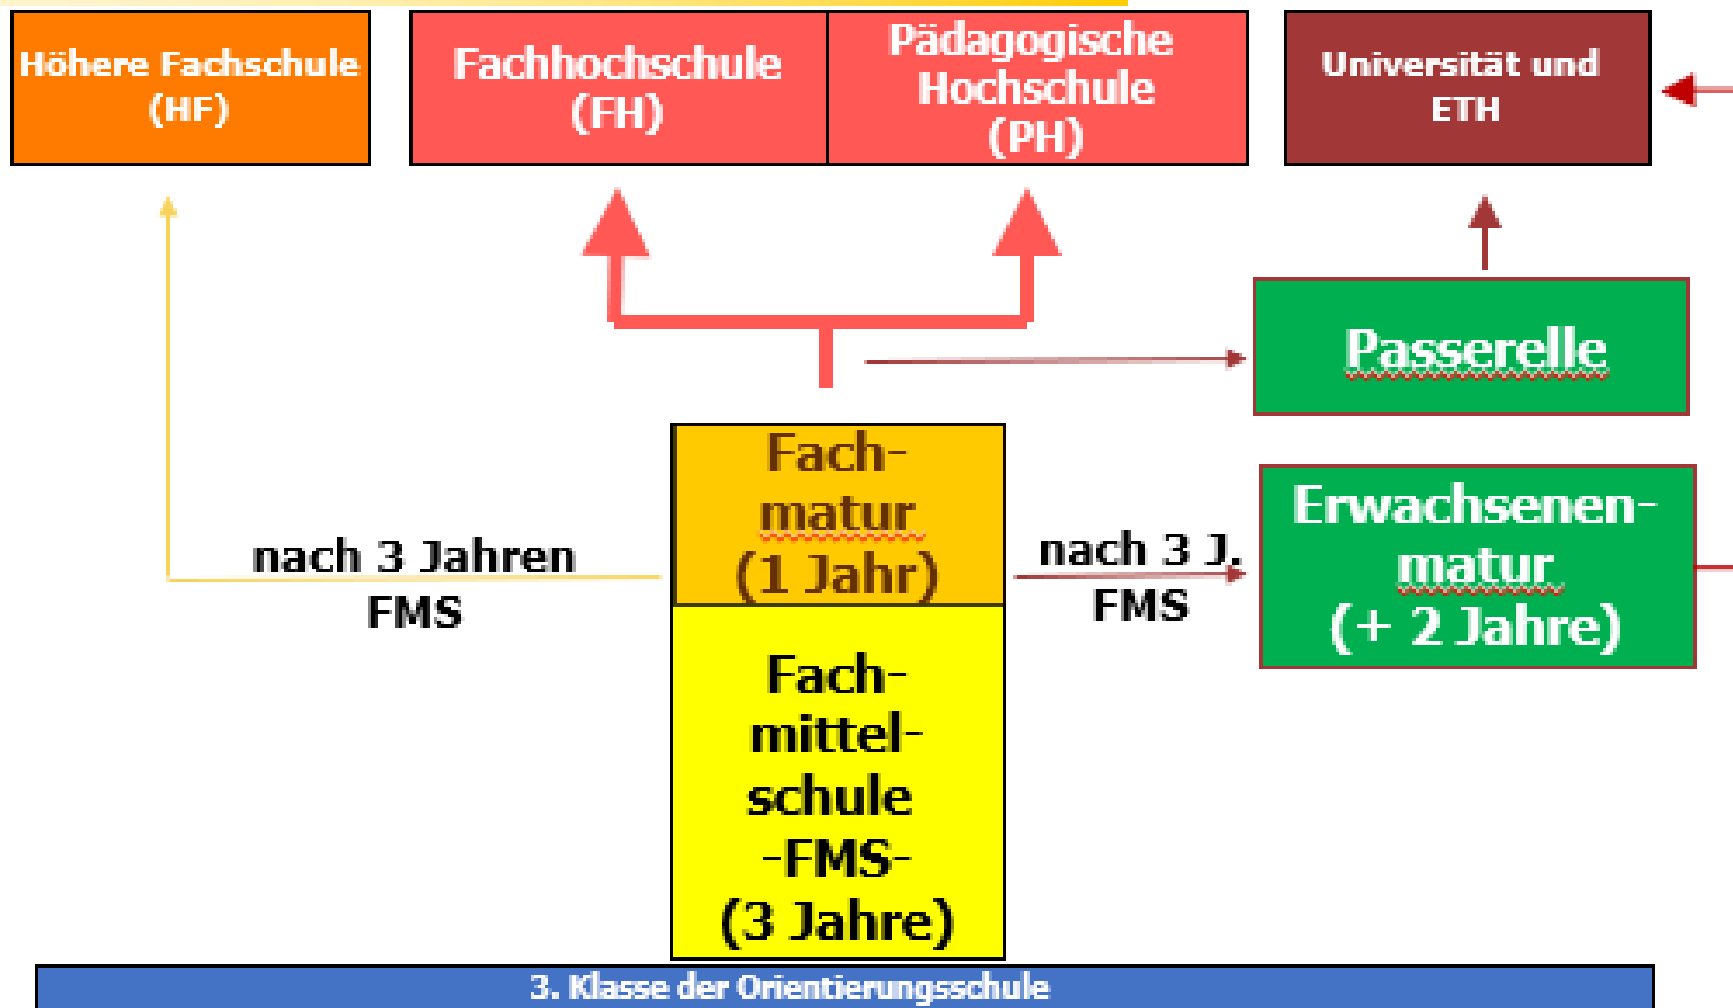 Höhere Fachschule
(HF)
Fachhochschule
(FH)
Pädagogische
Hochschule
(PH)
Universität und
ETH
Passerelle
Fach-
matur
(1 Jahr)
nach 3 Jahren
FMS
nach 3 J.
FMS
Erwachsenen-
matur
(+ 2 Jahre)
Fach-
mittel-
schule
-FMS-
(3 Jahre)
3. Klasse der Orientierungsschule